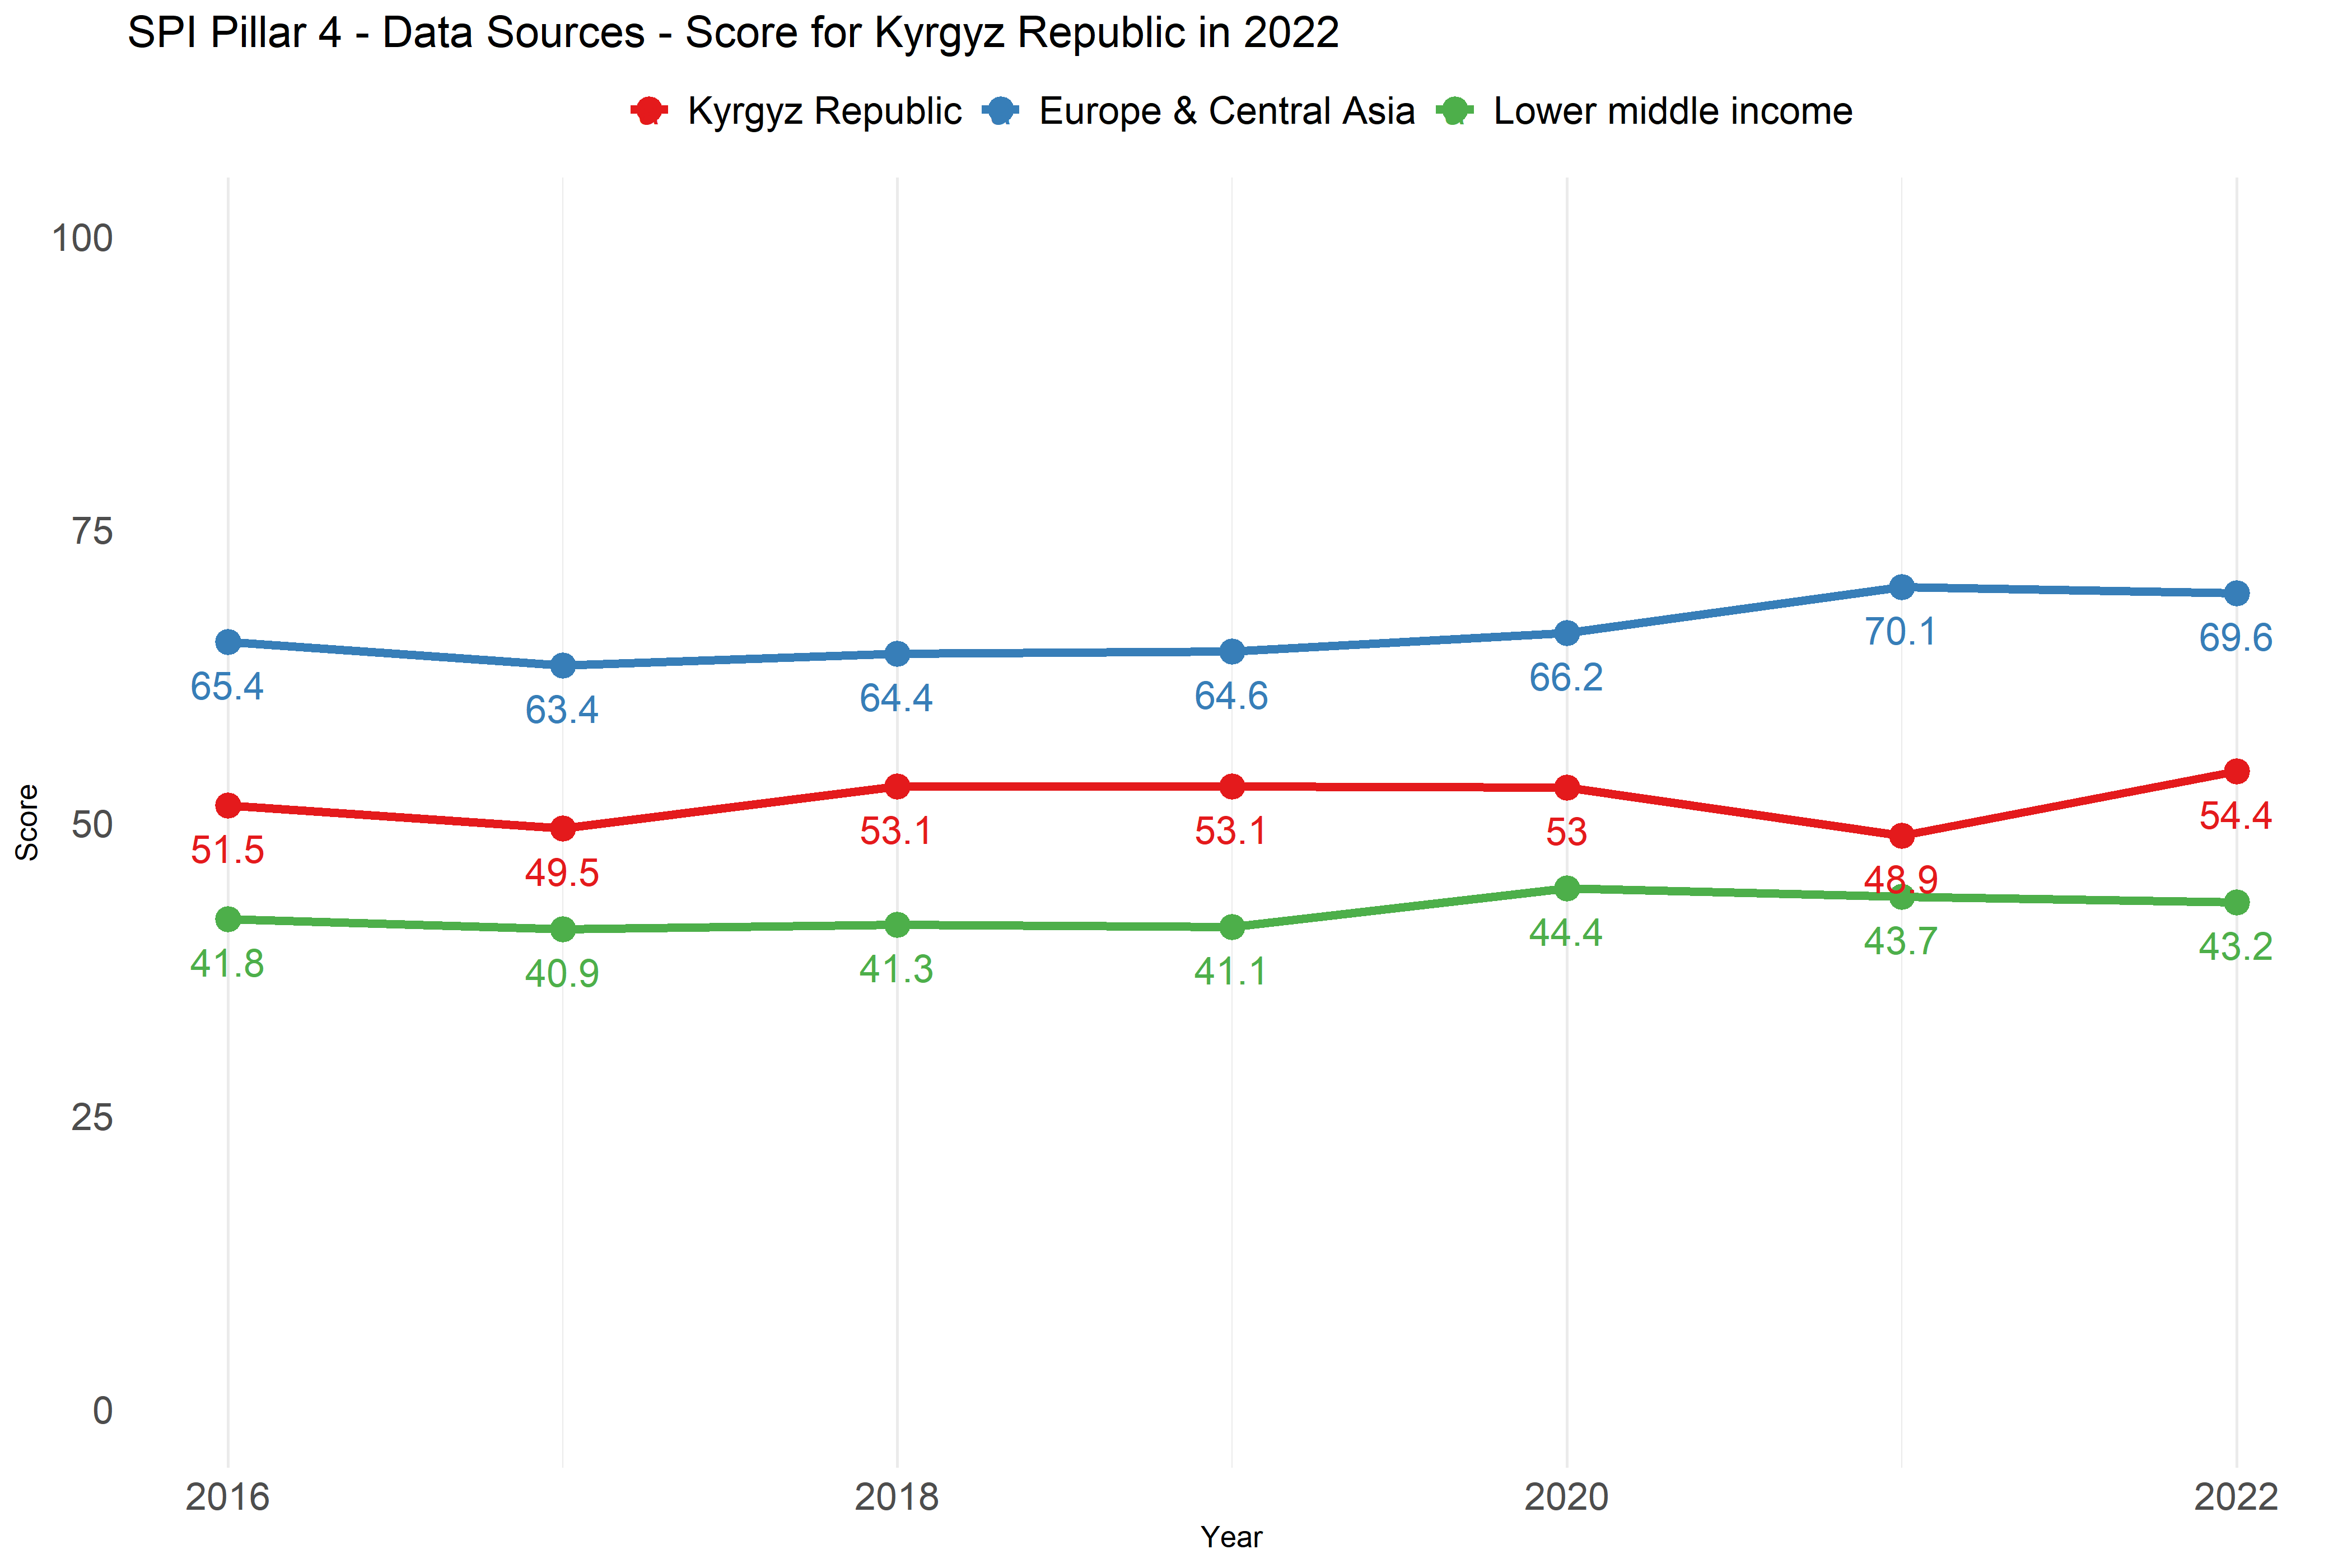 SPI Pillar 4 - Data Sources - Score for Kyrgyz Republic in 2022
Kyrgyz Republic Europe & Central Asia Lower middle income
100
75
50
25
0
Score
65.4 63.4 64.4 64.6 66.2 70.1 69.6
51.5 49.5 53.1 53.1 53 48.9 54.4
41.8 40.9 41.3 41.1 44.4 43.7 43.2
2016 2018 2020 2022
Year